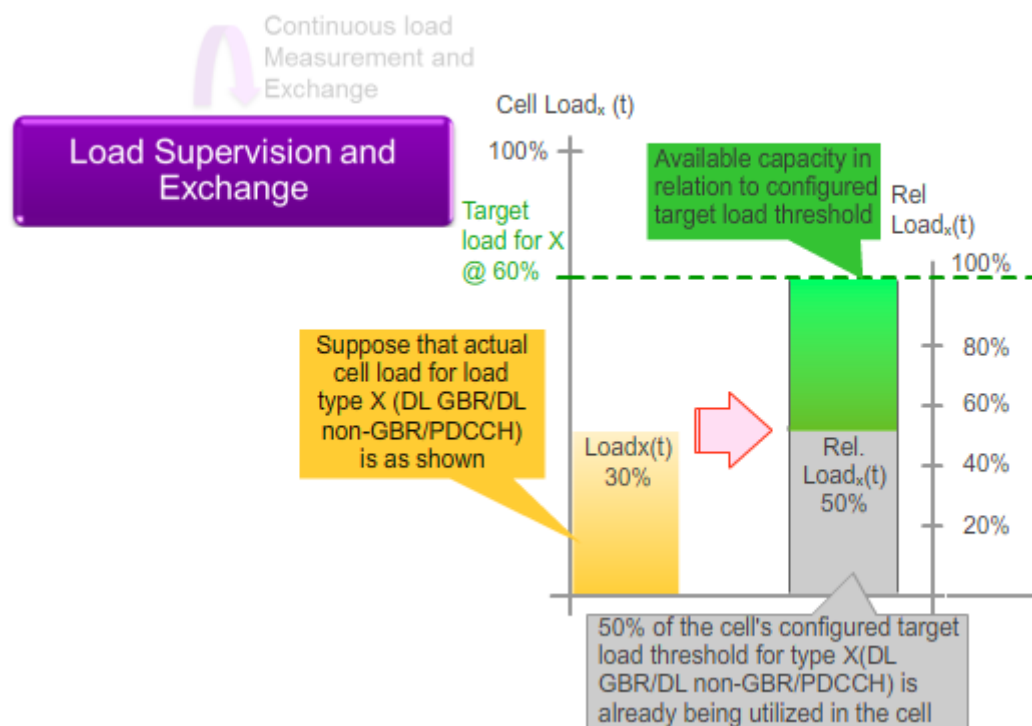 Continuous load
Measurement and
Exchange
Load Supervision and
Exchange
Cell Loadₓ (t)
100%
Target
load for X
@ 60%
Available capacity in
relation to configured
target load threshold
Rel
Loadₓ(t)
100%
80%
60%
40%
20%
Suppose that actual
cell load for load
type X (DL GBR/DL
non-GBR/PDCCH)
is as shown
Loadx(t)
30%
Rel.
Loadₓ(t)
50%
50% of the cell's configured target
load threshold for type X(DL
GBR/DL non-GBR/PDCCH) is
already being utilized in the cell